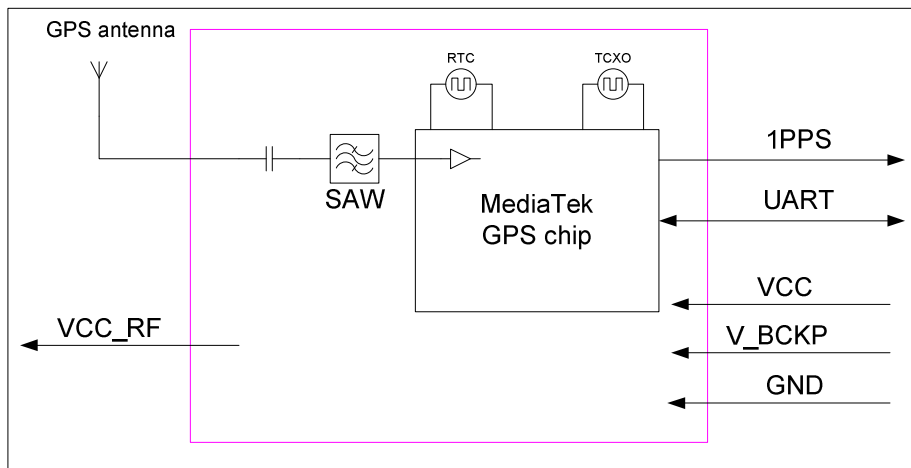 GPS antenna
RTC
TCXO
SAW
MediaTek
GPS chip
1PPS
UART
VCC
V_BCKP
GND
VCC_RF